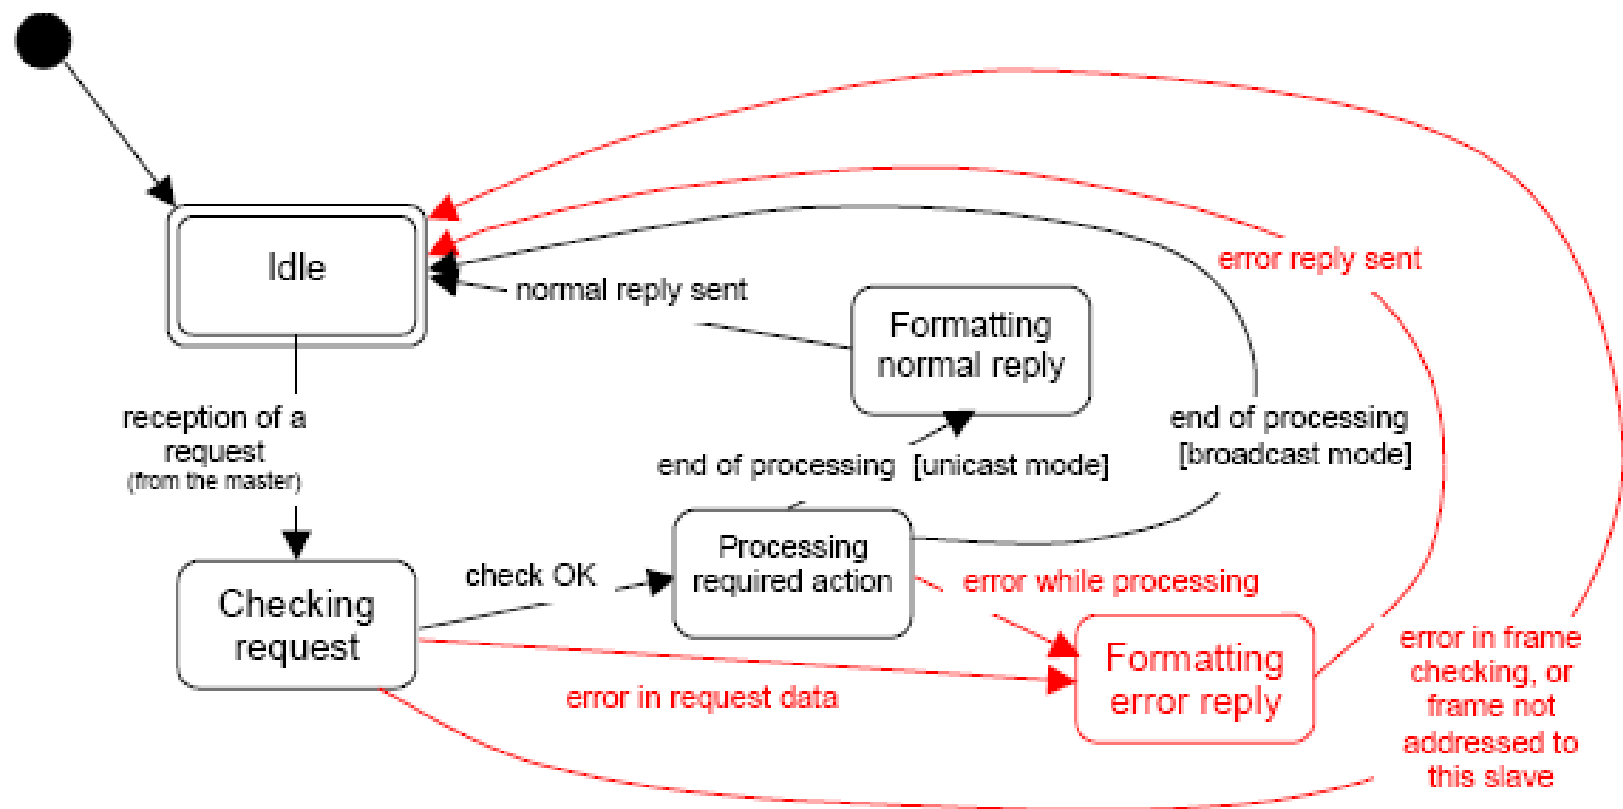 Idle
normal reply sent
error reply sent
Formatting
normal reply
reception of a
request
(from the master)
end of processing [unicast mode]
end of processing
[broadcast mode]
check OK
Processing
required action
error while processing
Checking
request
error in request data
Formatting
error reply
error in frame
checking, or
frame not
addressed to
this slave